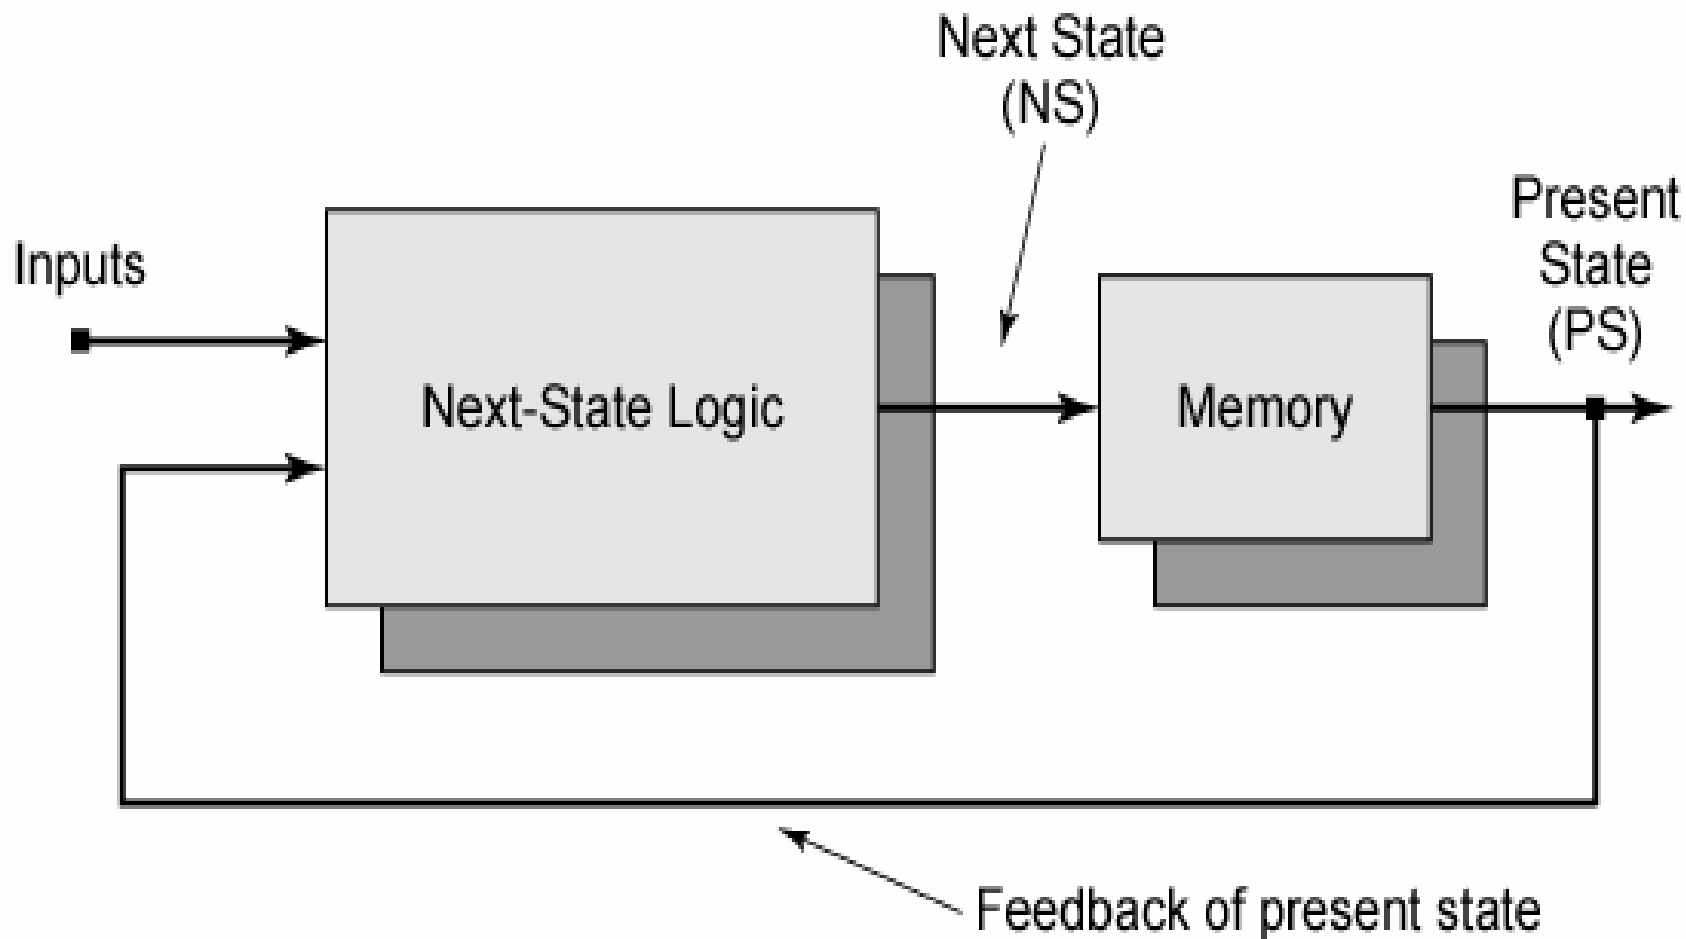 Next State
(NS)
Present
State
(PS)
Inputs
Next-State Logic
Memory
Feedback of present state